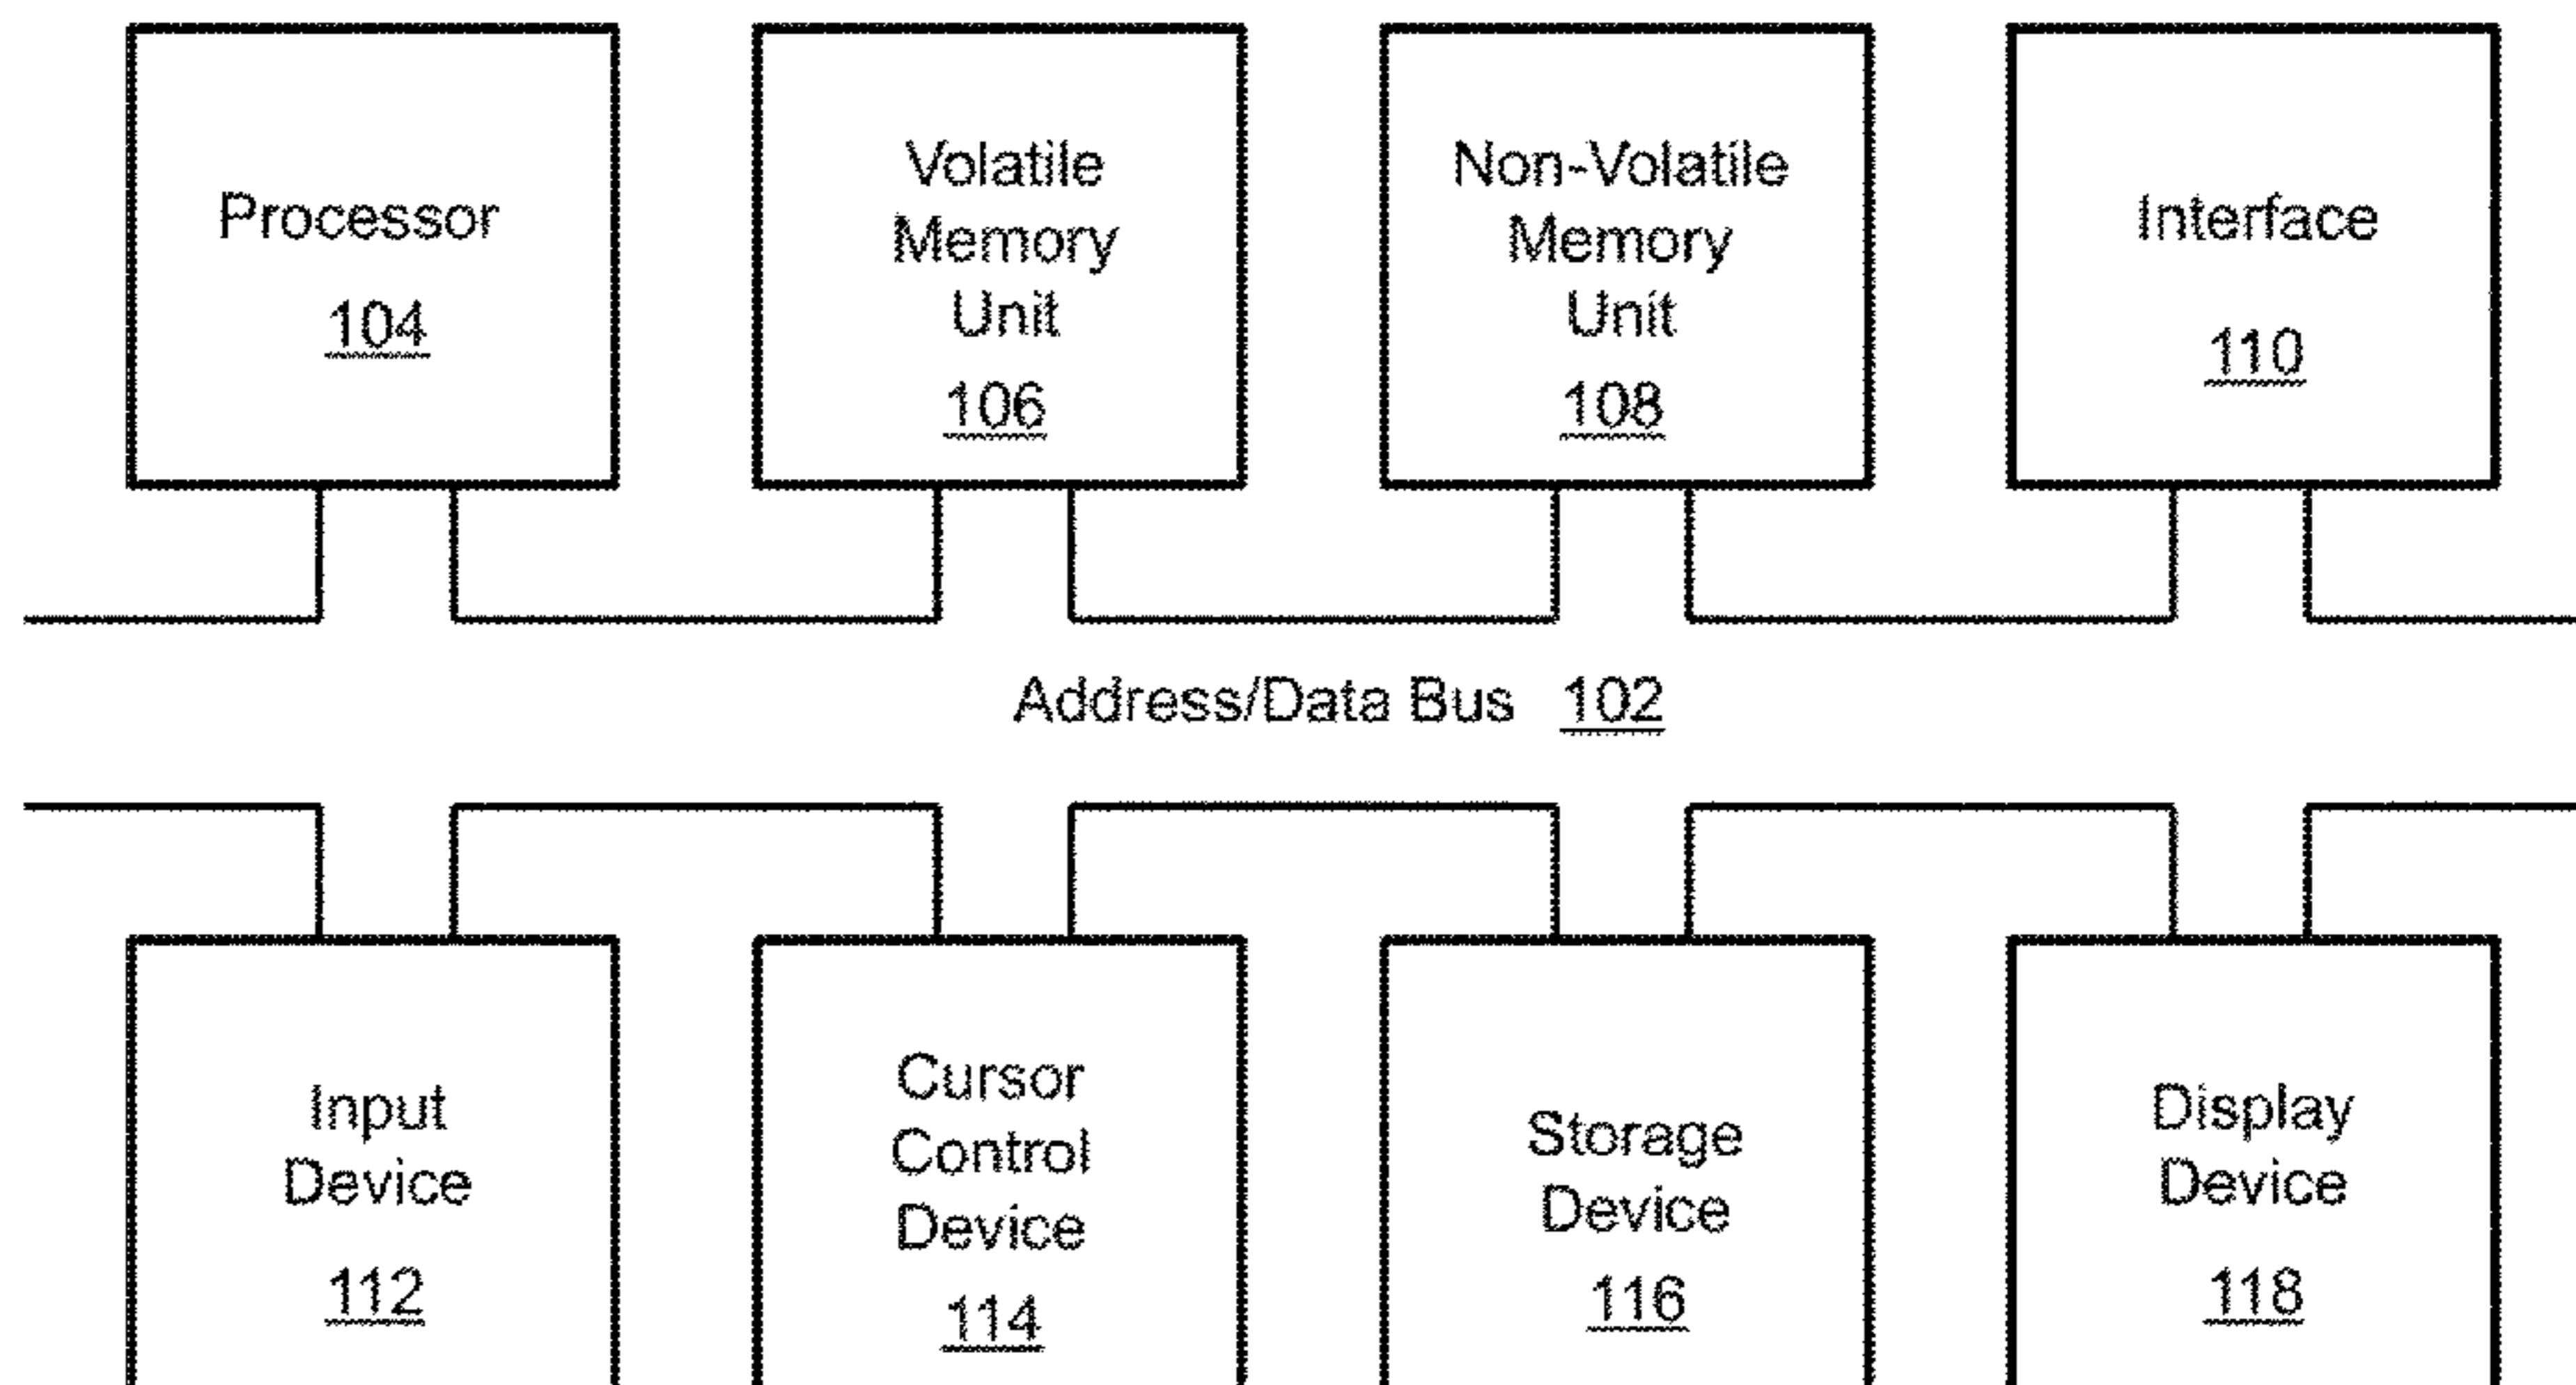 Processor
104
Volatile
Memory
Unit
106
Non-Volatile
Memory
Unit
108
Interface
110
Address/Data Bus 102
Input
Device
112
Cursor
Control
Device
114
Storage
Device
116
Display
Device
118